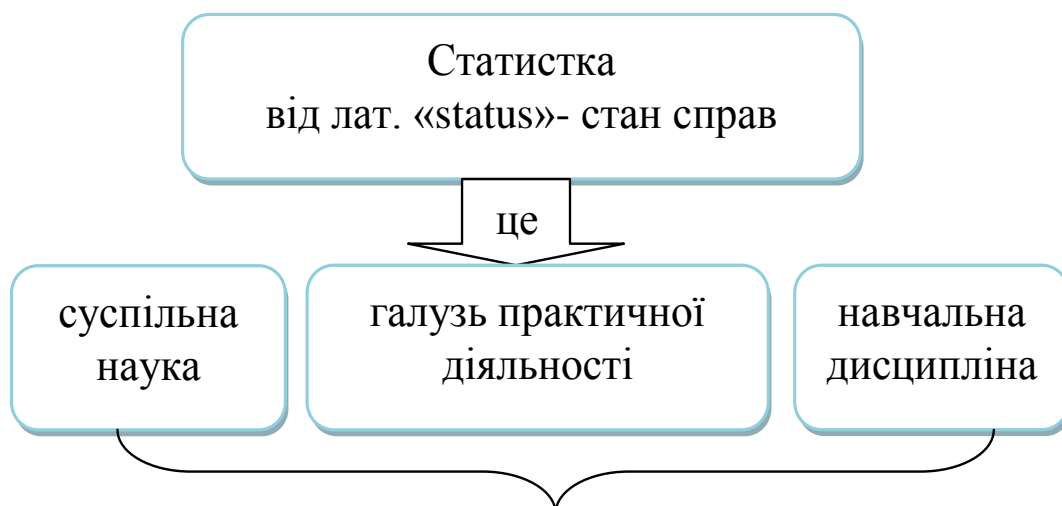 Статистка
від лат. «status»- стан справ
це
суспільна
наука
галузь практичної
діяльності
навчальна
дисципліна